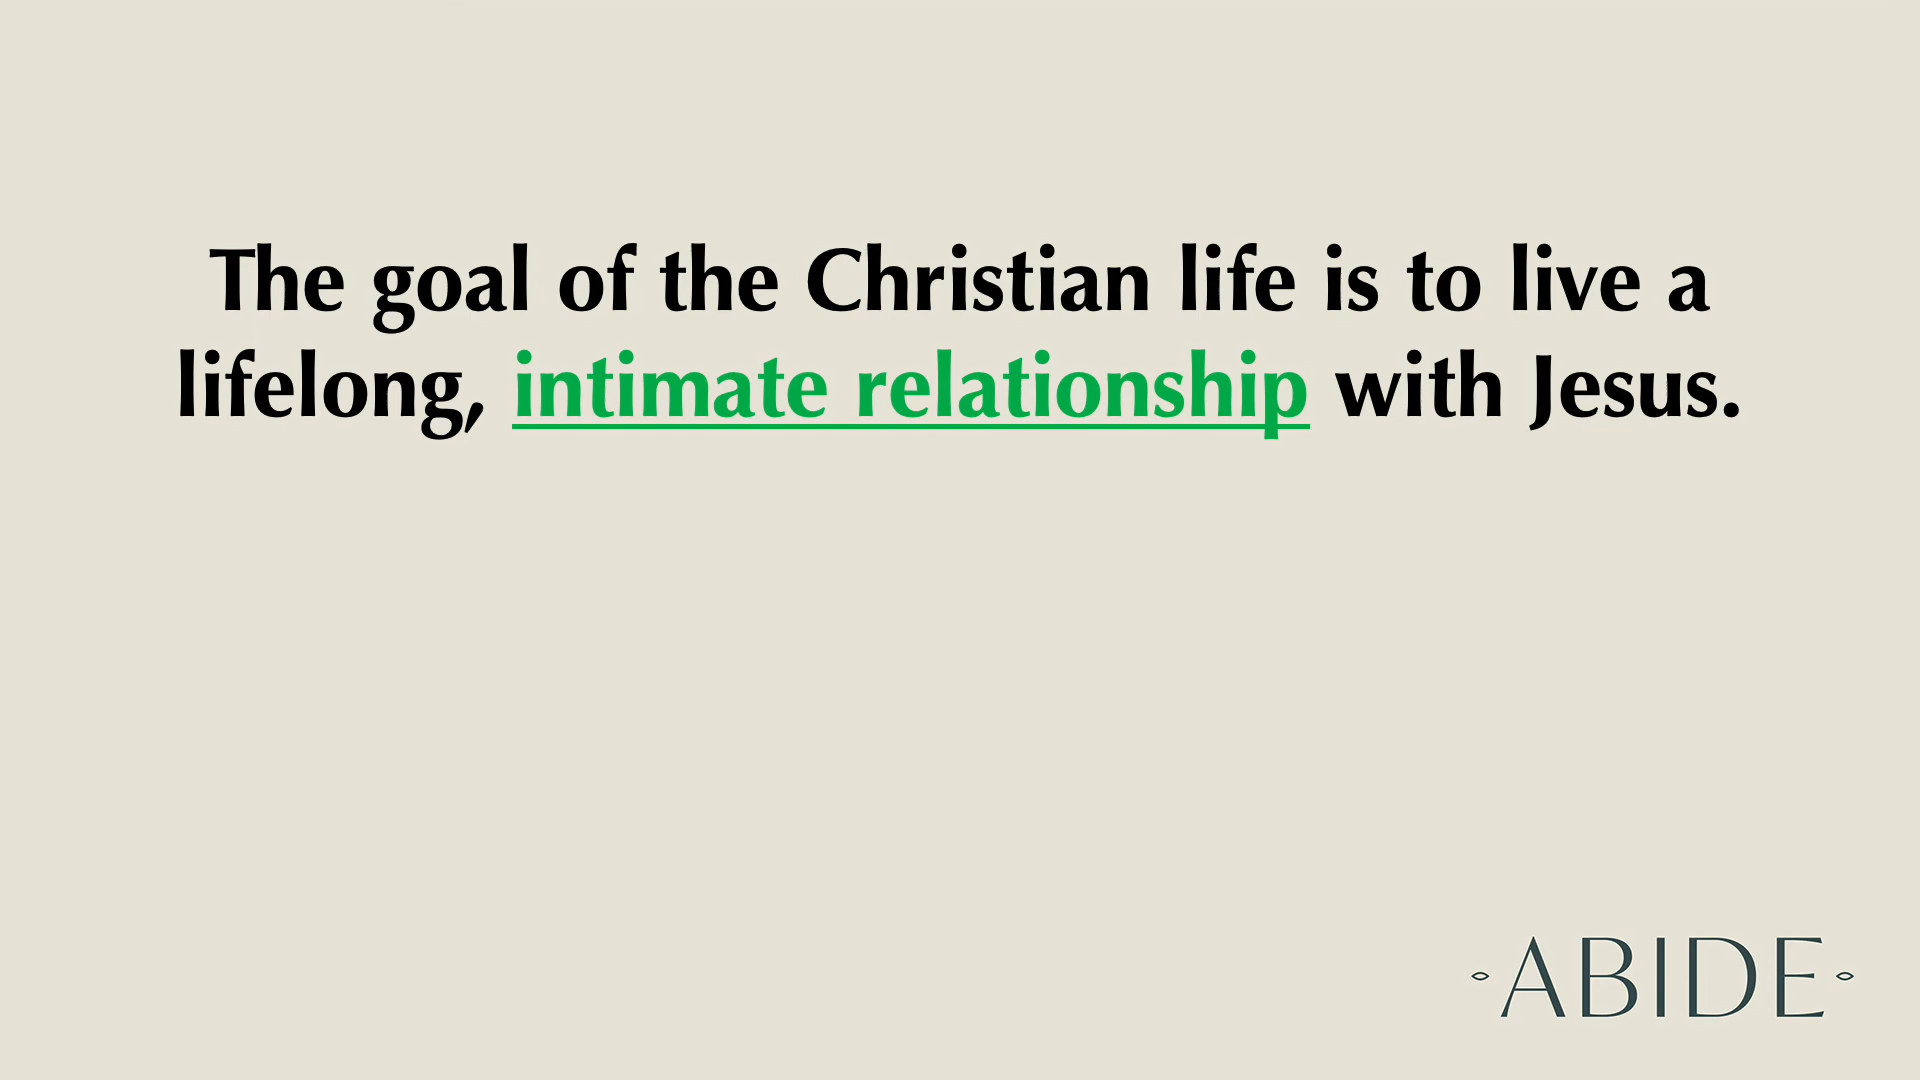 The goal of the Christian life is to live a
lifelong, intimate relationship with Jesus.
ABIDE